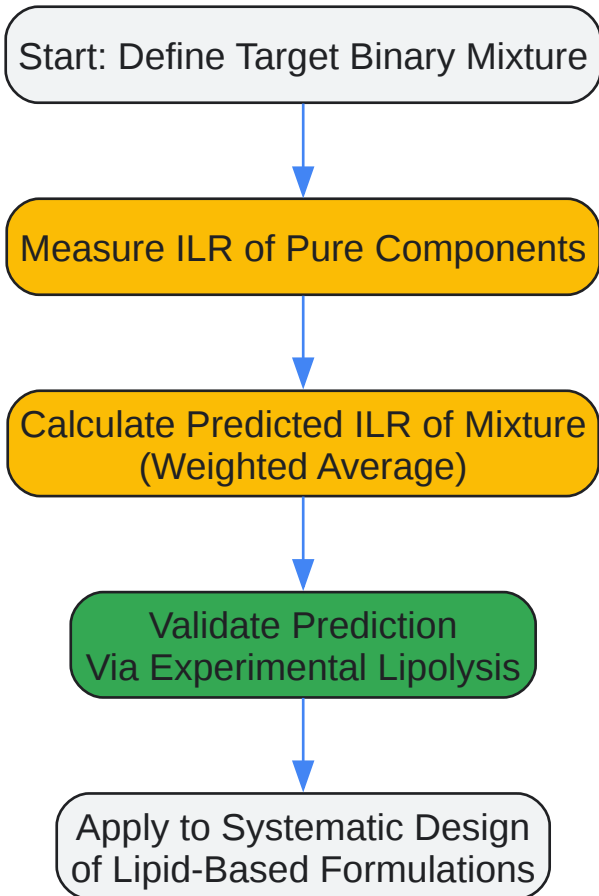 Start: Define Target Binary Mixture
Measure ILR of Pure Components
Calculate Predicted ILR of Mixture
(Weighted Average)
Validate Prediction
Via Experimental Lipolysis
Apply to Systematic Design
of Lipid-Based Formulations